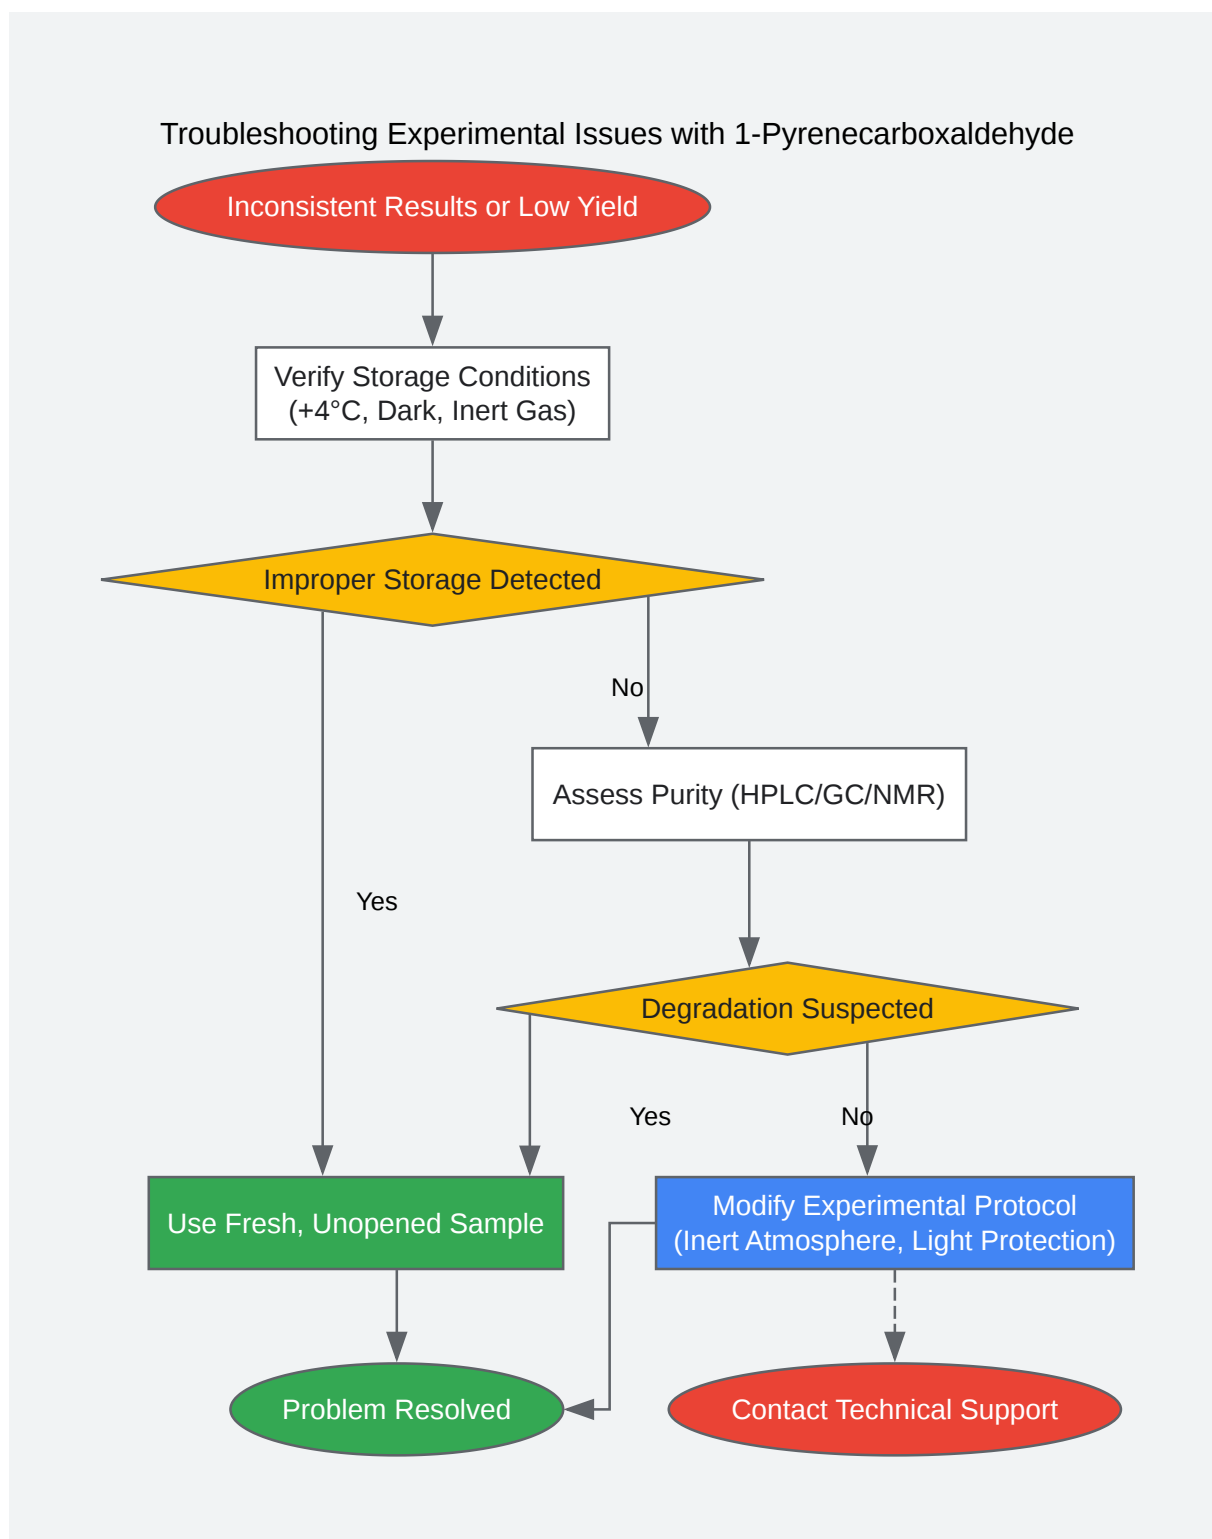 Troubleshooting Experimental Issues with 1-Pyrenecarboxaldehyde
Inconsistent Results or Low Yield
Verify Storage Conditions
(+4°C, Dark, Inert Gas)
Improper Storage Detected
No
Assess Purity (HPLC/GC/NMR)
Yes
Degradation Suspected
Yes
No
Use Fresh, Unopened Sample
Modify Experimental Protocol
(Inert Atmosphere, Light Protection)
Problem Resolved
Contact Technical Support